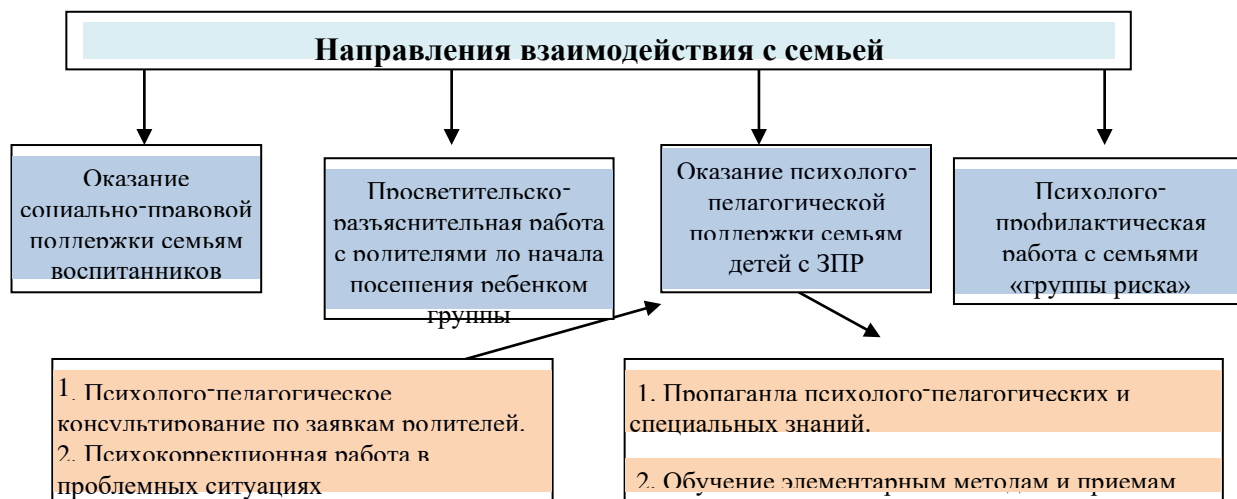 Направления взаимодействия с семьей
Оказание
социально-правовой
поддержки семьям
воспитанников
Просветительско-
разъяснительная работа
с родителями до начала
посещения ребенком
группы
Оказание психолого-
педагогической
поддержки семьям
детей с ЗПР
Психолого-
профилактическая
работа с семьями
«группы риска»
1. Психолого-педагогическое
консультирование по заявкам родителей.
2. Психокоррекционная работа в
проблемных ситуациях
1. Пропаганда психолого-педагогических и
специальных знаний.
2. Обучение элементарным методам и приемам